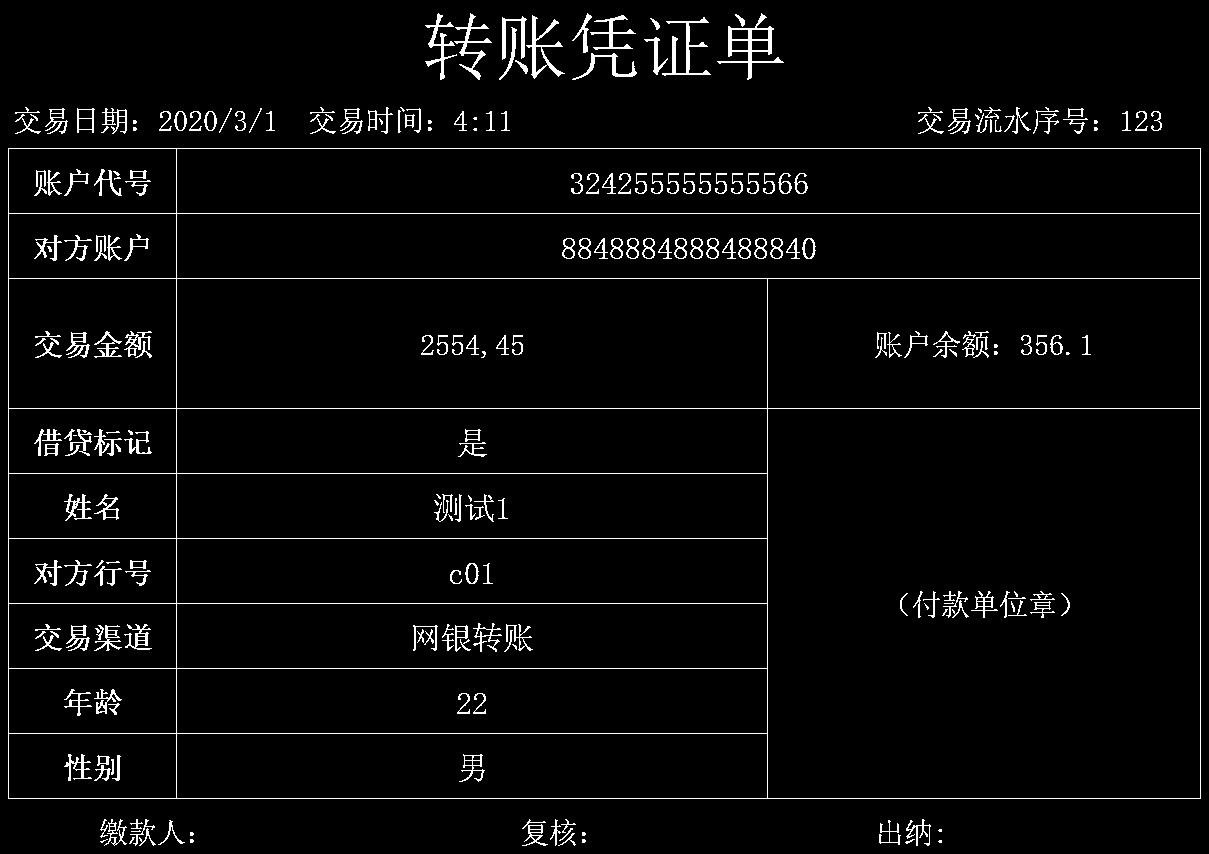 转账凭证单
交易日期：2020/3/1 交易时间：4:11 交易流水序号：123
账户代号 324255555555566
对方账户 8848884888488840
交易金额 2554,45 账户余额：356.1
借贷标记 是
姓名 测试1
对方行号 c01
（付款单位章）
交易渠道 网银转账
年龄 22
性别 男
缴款人： 复核： 出纳：